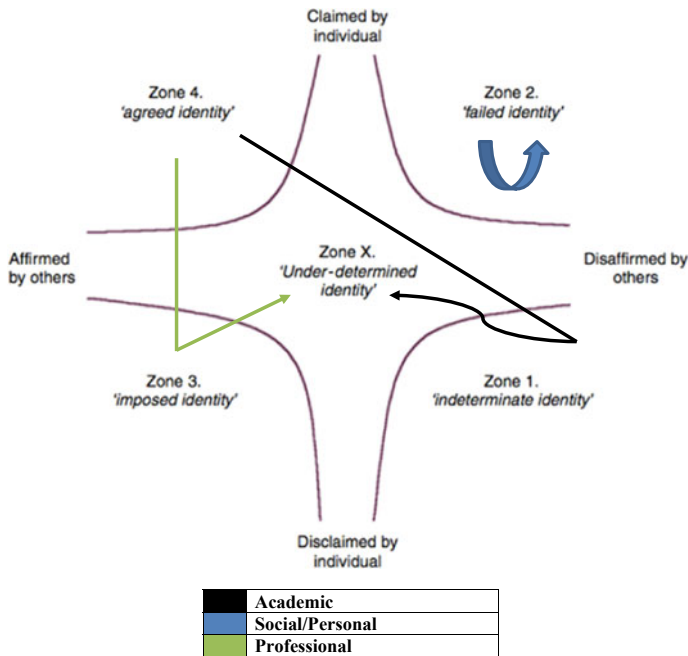 Claimed by
individual
Zone 4.
'agreed identity'
Zone 2.
'failed identity'
Affirmed
by others
Zone X.
'Under-determined
identity'
Disaffirmed by
others
Zone 3.
'imposed identity'
Zone 1.
'indeterminate identity'
Disclaimed by
individual
Academic
Social/Personal
Professional